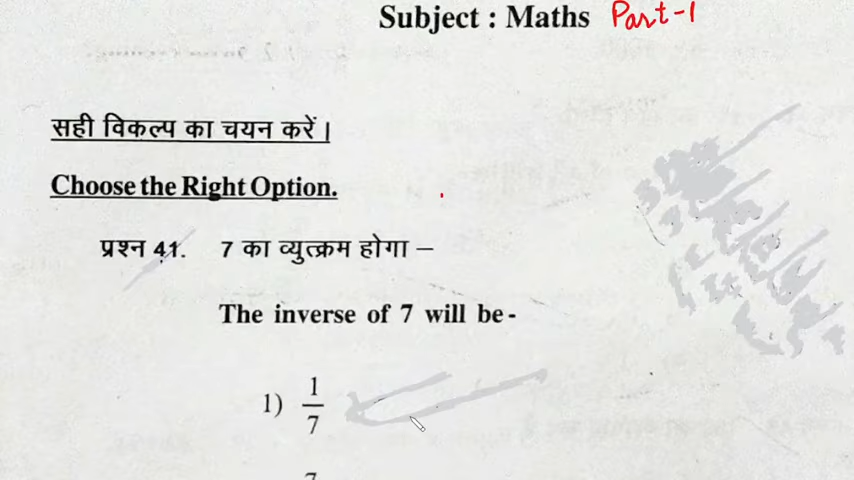 Subject : Maths Part-1
सही विकल्प का चयन करें।
Choose the Right Option.
प्रश्न 41. 7 का व्युत्क्रम होगा –
The inverse of 7 will be -
1) 1/7
7